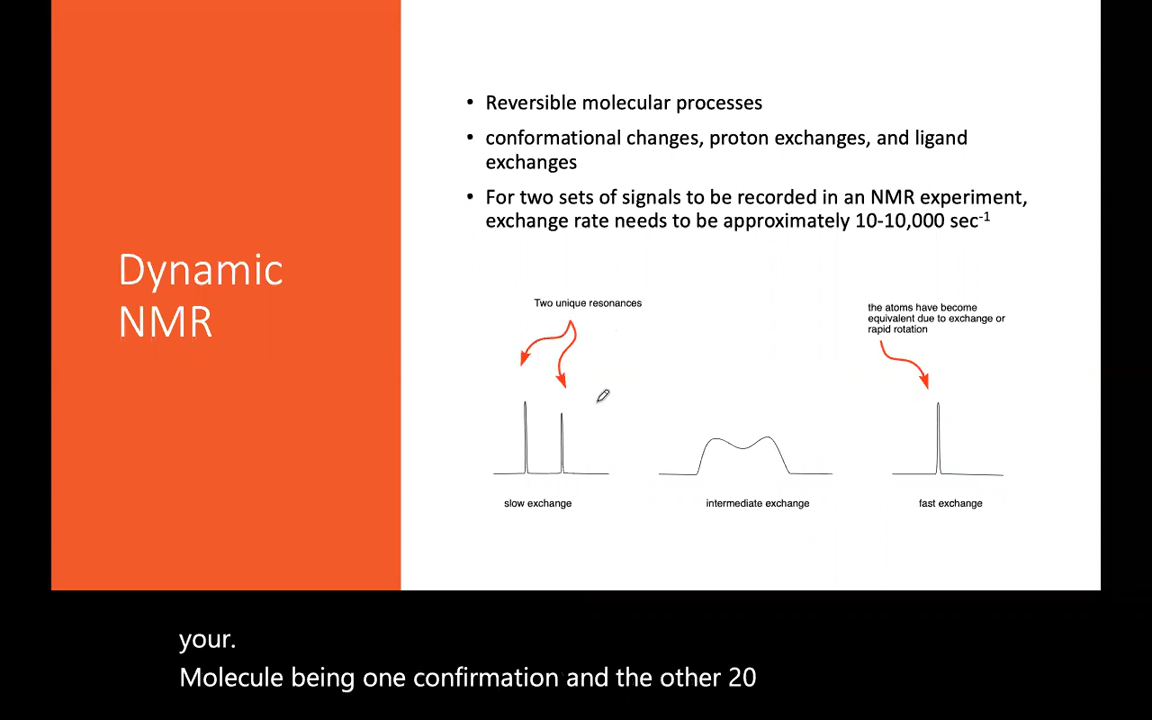 Dynamic
NMR
• Reversible molecular processes
• conformational changes, proton exchanges, and ligand
exchanges
• For two sets of signals to be recorded in an NMR experiment,
exchange rate needs to be approximately 10-10,000 sec⁻¹
Two unique resonances
the atoms have become
equivalent due to exchange or
rapid rotation
slow exchange
intermediate exchange
fast exchange
your.
Molecule being one confirmation and the other 20